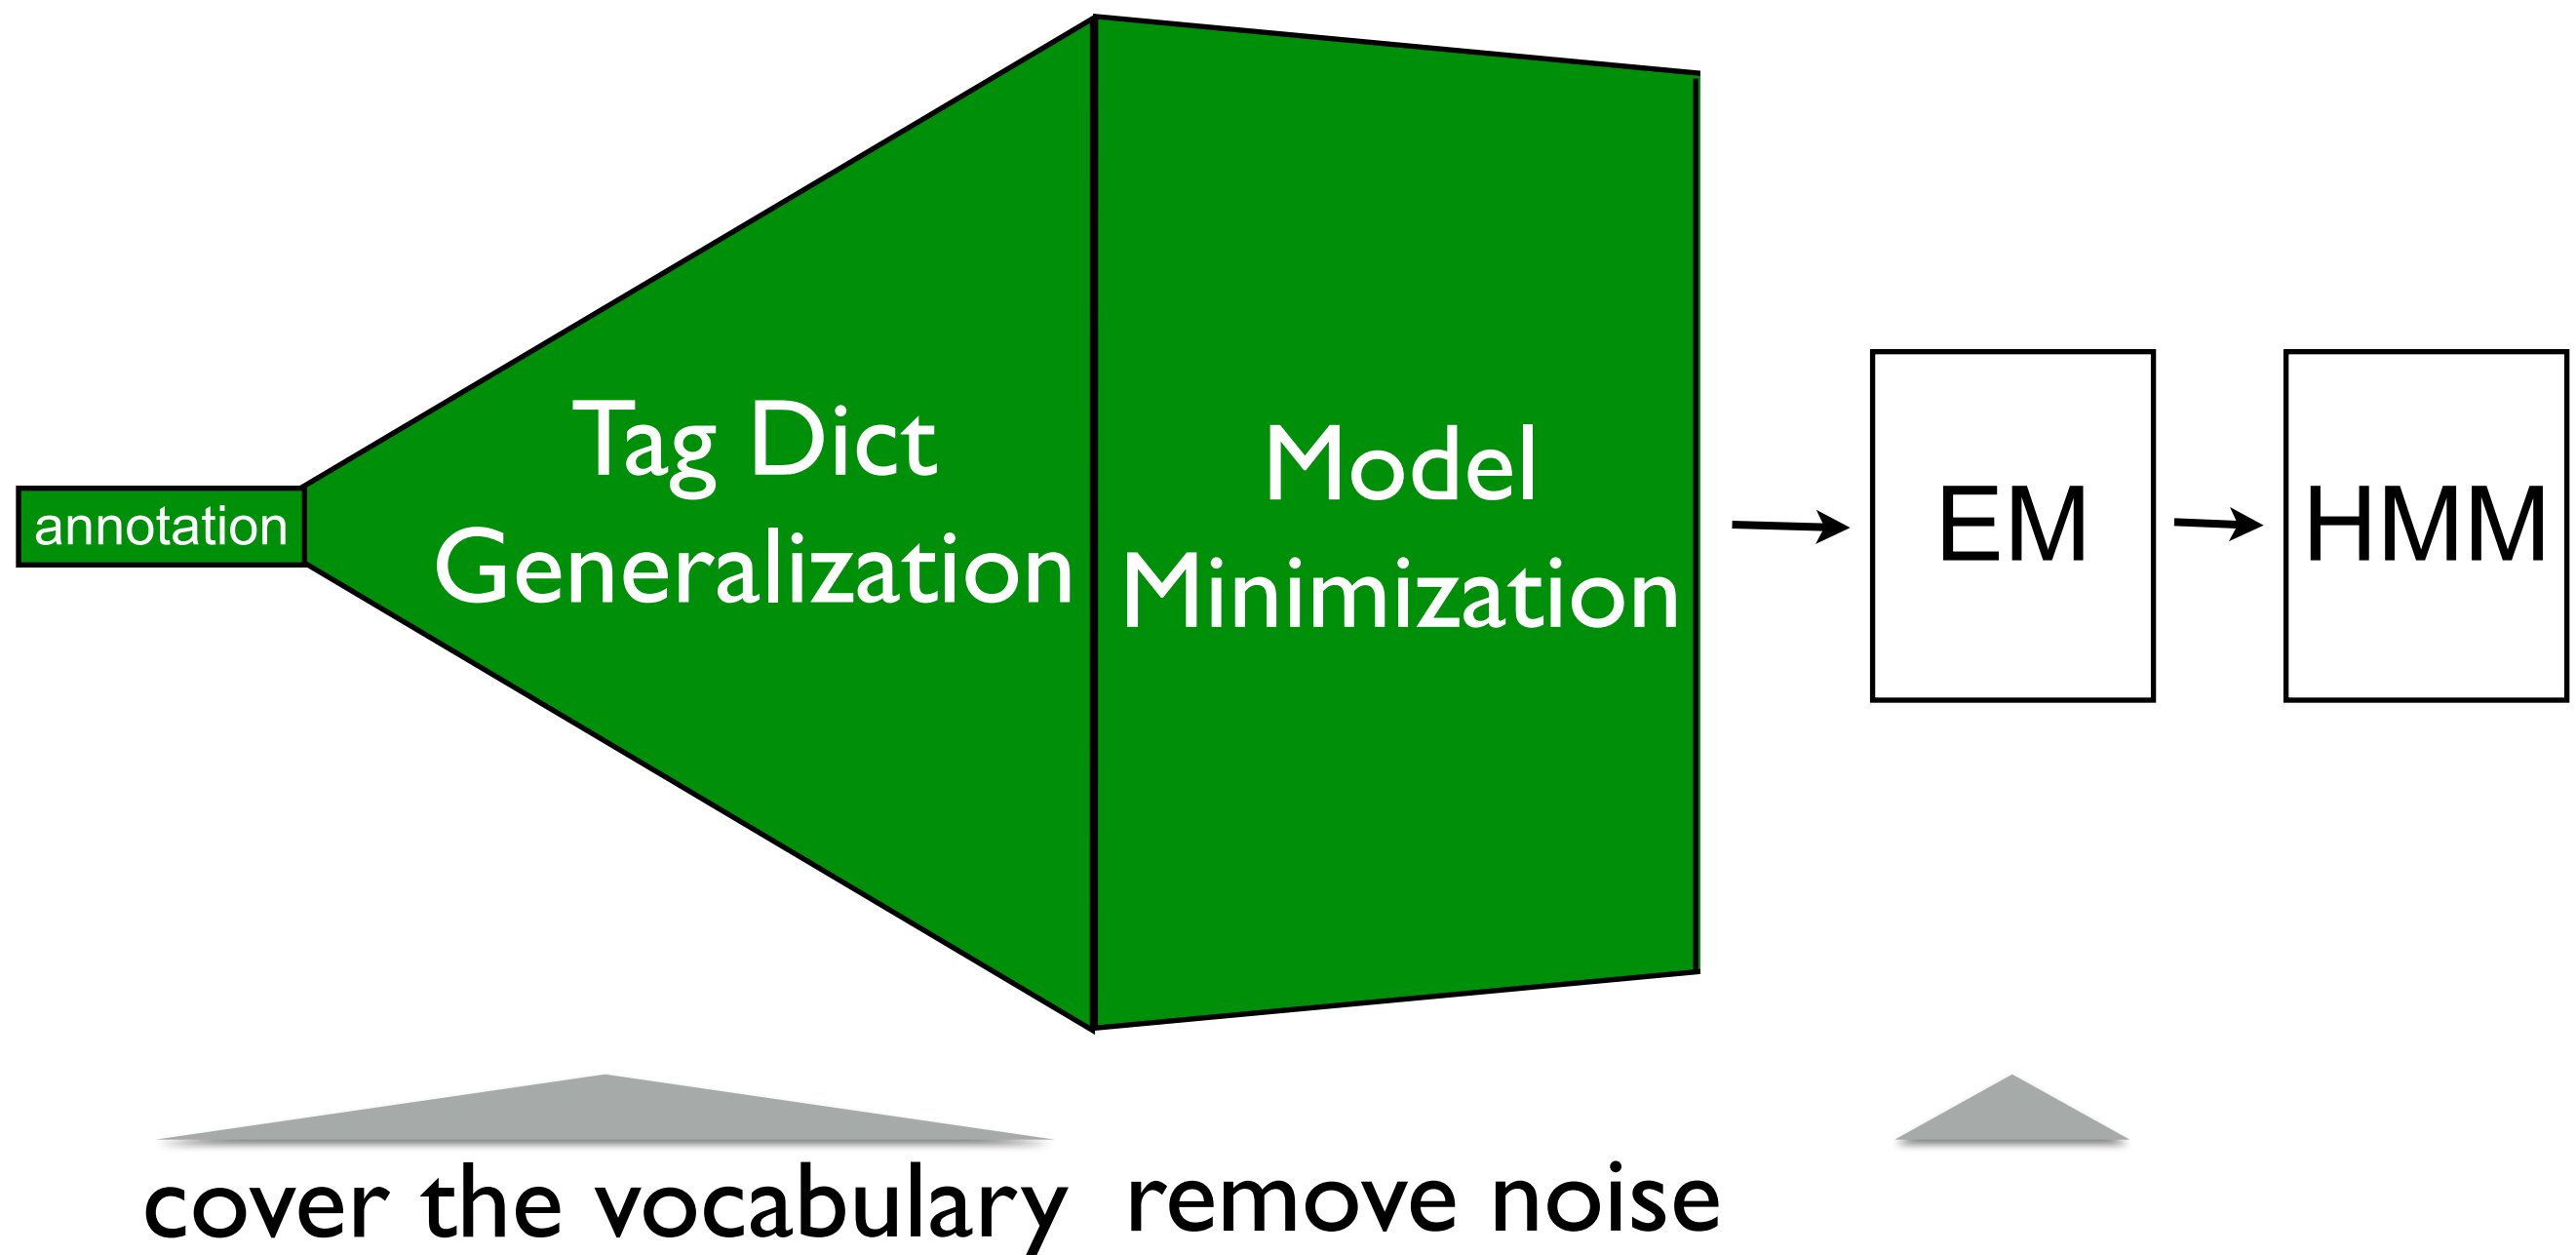 annotation
Tag Dict
Generalization
Model
Minimization
EM
HMM
cover the vocabulary
remove noise